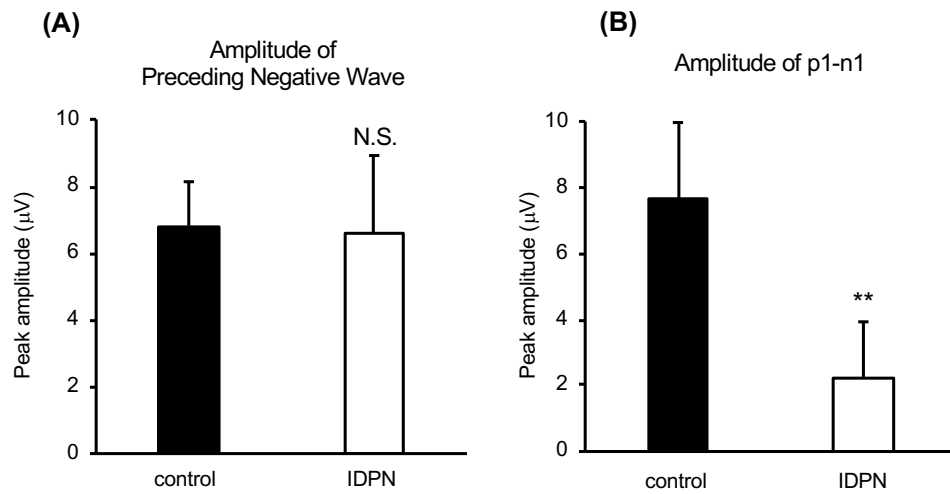 (A)
Amplitude of
Preceding Negative Wave
Peak amplitude (μV)
10
8
6
4
2
0
N.S.
control
IDPN
(B)
Amplitude of p1-n1
Peak amplitude (μV)
10
8
6
4
2
0
**
control
IDPN